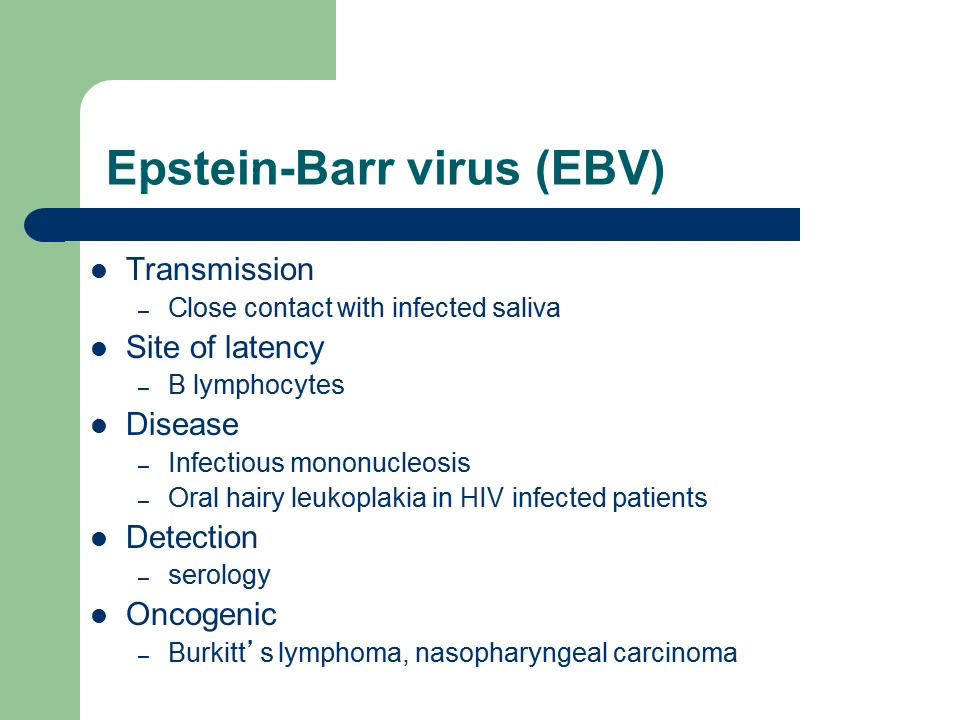 Epstein-Barr virus (EBV)
● Transmission
– Close contact with infected saliva
● Site of latency
– B lymphocytes
● Disease
– Infectious mononucleosis
– Oral hairy leukoplakia in HIV infected patients
● Detection
– serology
● Oncogenic
– Burkitt’s lymphoma, nasopharyngeal carcinoma